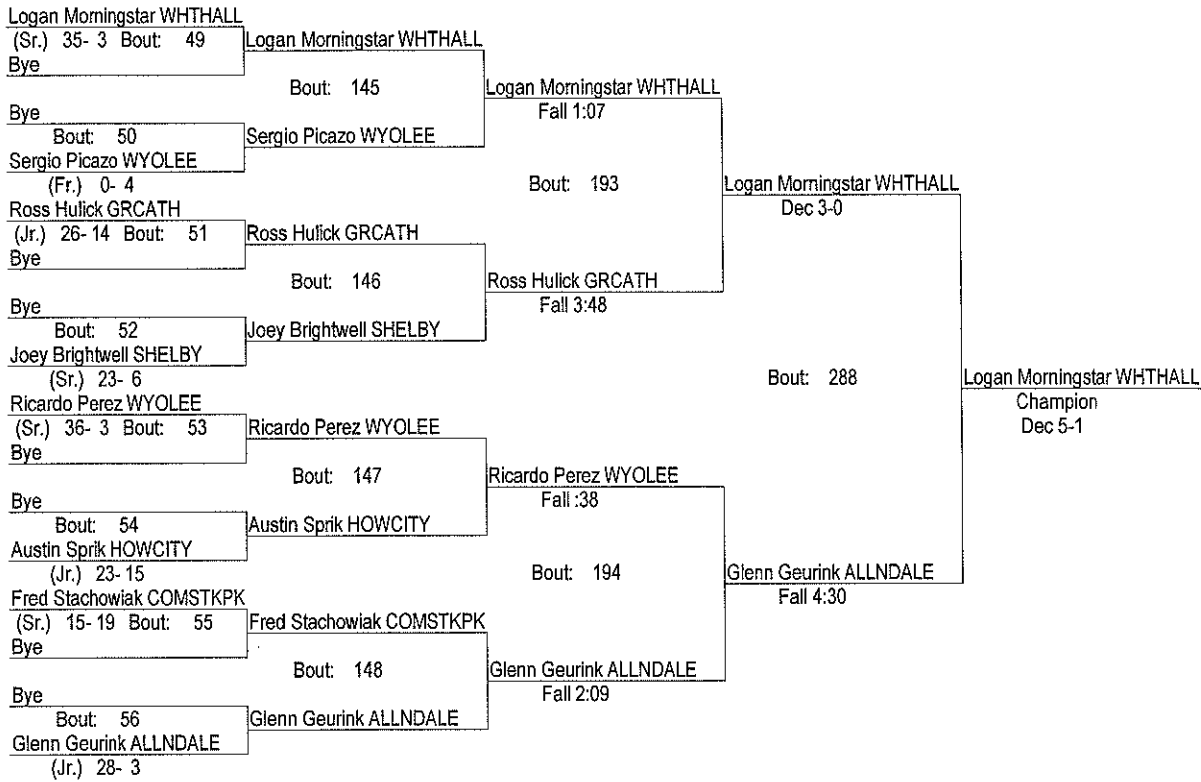 Logan Morningstar WHTHALL
(Sr.) 35- 3 Bout: 49
Bye
Bye
Bout: 50
Sergio Picazo WYOLEE
(Fr.) 0- 4
Ross Hulick GRCATH
(Jr.) 26- 14 Bout: 51
Bye
Bye
Bout: 52
Joey Brightwell SHELBY
(Sr.) 23- 6
Ricardo Perez WYOLEE
(Sr.) 36- 3 Bout: 53
Bye
Bye
Bout: 54
Austin Sprik HOWCITY
(Jr.) 23- 15
Fred Stachowiak COMSTKPK
(Sr.) 15- 19 Bout: 55
Bye
Bye
Bout: 56
Glenn Geurink ALLNDALE
(Jr.) 28- 3
Logan Morningstar WHTHALL
Bout: 145
Sergio Picazo WYOLEE
Ross Hulick GRCATH
Bout: 146
Joey Brightwell SHELBY
Ricardo Perez WYOLEE
Bout: 147
Austin Sprik HOWCITY
Fred Stachowiak COMSTKPK
Bout: 148
Glenn Geurink ALLNDALE
Logan Morningstar WHTHALL
Fall 1:07
Bout: 193
Ross Hulick GRCATH
Fall 3:48
Ricardo Perez WYOLEE
Fall :38
Bout: 194
Glenn Geurink ALLNDALE
Fall 2:09
Logan Morningstar WHTHALL
Dec 3-0
Bout: 288
Glenn Geurink ALLNDALE
Fall 4:30
Logan Morningstar WHTHALL
Champion
Dec 5-1